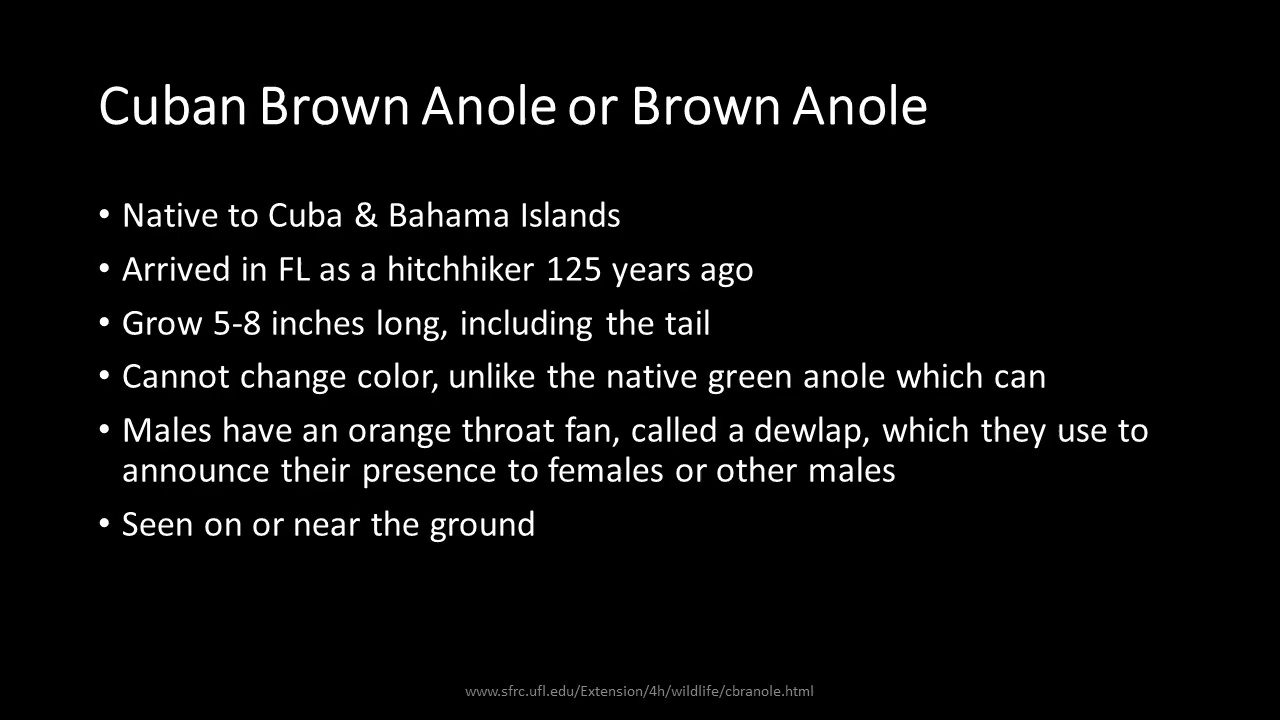 Cuban Brown Anole or Brown Anole
• Native to Cuba & Bahama Islands
• Arrived in FL as a hitchhiker 125 years ago
• Grow 5-8 inches long, including the tail
• Cannot change color, unlike the native green anole which can
• Males have an orange throat fan, called a dewlap, which they use to
announce their presence to females or other males
• Seen on or near the ground
www.sfrc.ufl.edu/Extension/4h/wildlife/cbranole.html